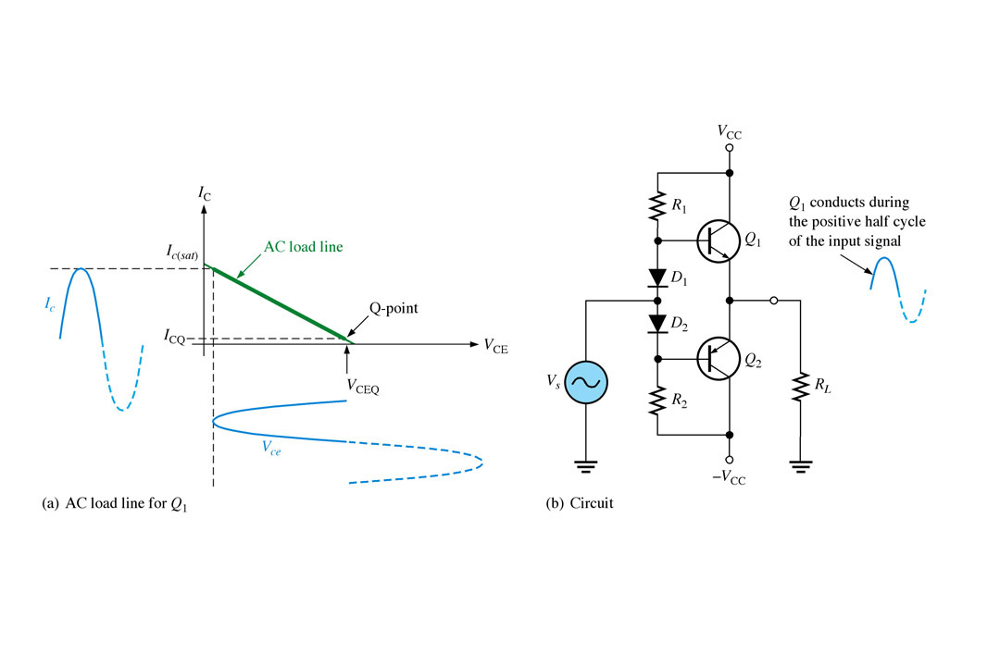 I_C
I_c(sat)
AC load line
I_c
Q-point
I_CQ
V_CE
V_CEQ
V_ce
(a) AC load line for Q_1
V_CC
R_1
Q_1
D_1
D_2
Q_2
V_s
R_2
R_L
–V_CC
Q_1 conducts during
the positive half cycle
of the input signal
(b) Circuit